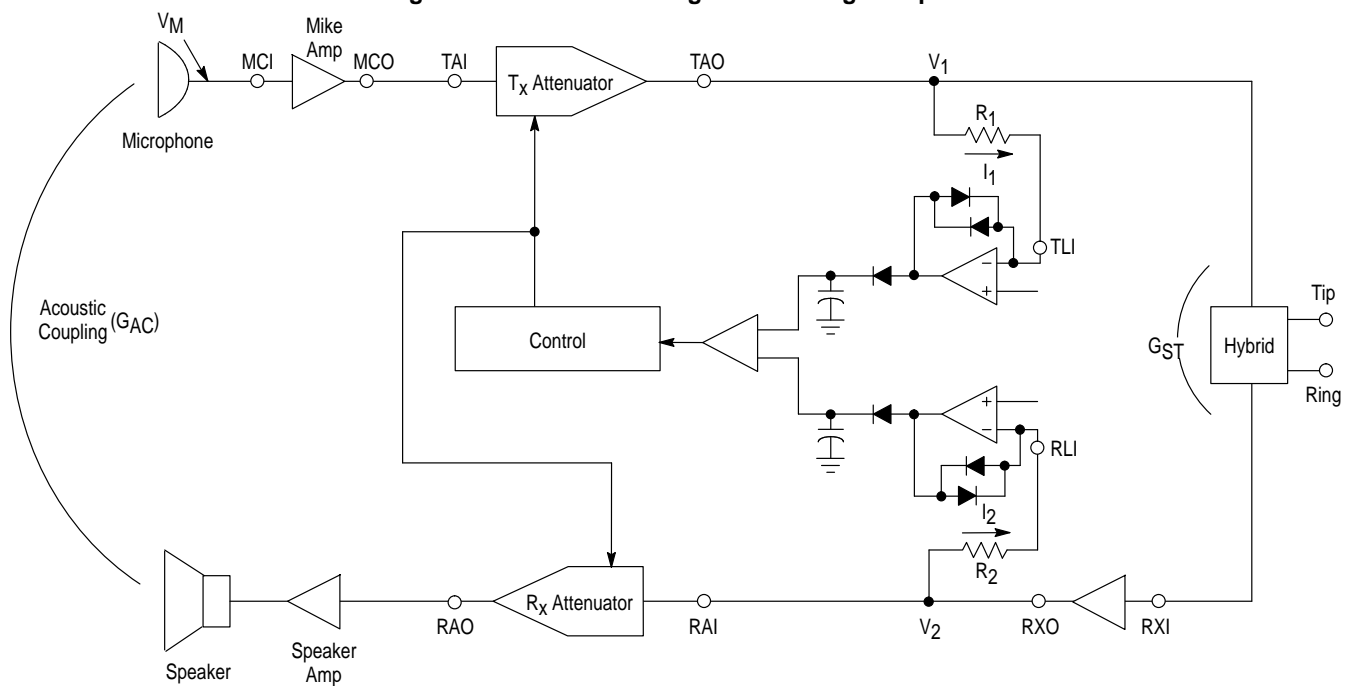 VM
Mike
Amp
MCI
MCO
TAI
Tx Attenuator
TAO
V1
Microphone
R1
I1
TLI
−
+
Acoustic
Coupling (GAC)
Control
GST
Hybrid
Tip
Ring
+
−
RLI
I2
R2
Rx Attenuator
RAO
RAI
V2
RXO
RXI
Speaker
Speaker
Amp